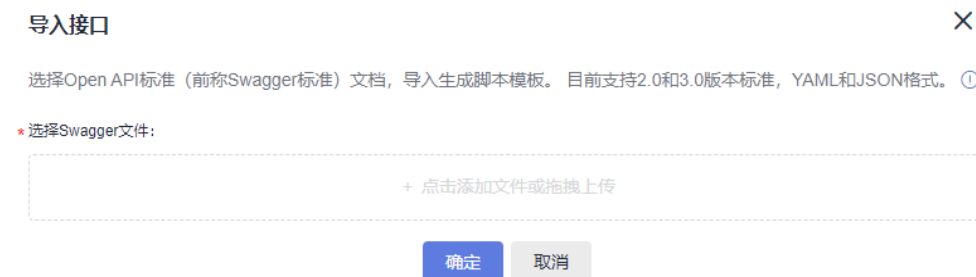 导入接口
选择Open API标准（前称Swagger标准）文档，导入生成脚本模板。 目前支持2.0和3.0版本标准，YAML和JSON格式。
* 选择Swagger文件:
+ 点击添加文件或拖拽上传
确定 取消